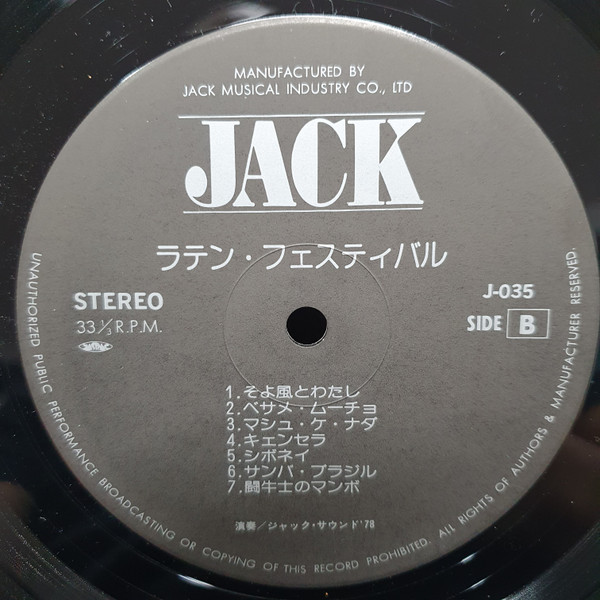 MANUFACTURED BY
JACK MUSICAL INDUSTRY CO., LTD
JACK
ラテン・フェスティバル
STEREO
33 1/3 R.P.M.
J-035
SIDE B
1.そよ風とわたし
2.ベサメ・ムーチョ
3.マシュ・ケ・ナダ
4.キェンセラ
5.シボネイ
6.サンバ・ブラジル
7.闘牛士のマンボ
演奏/ジャック・サウンド'78
UNAUTHORIZED PUBLIC PERFORMANCE BROADCASTING OR COPYING OF THIS RECORD PROHIBITED. ALL RIGHTS OF AUTHORS & MANUFACTURER RESERVED.